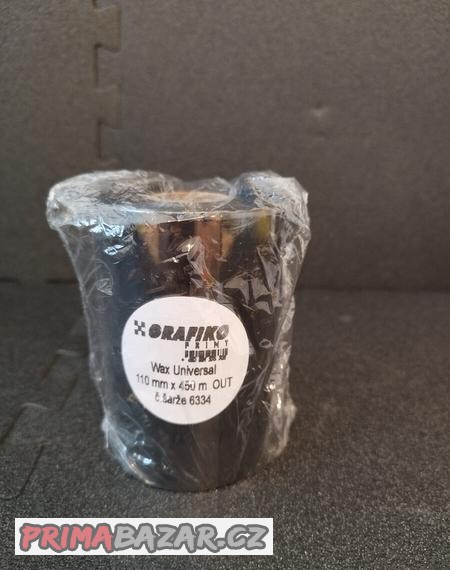 GRAFIKO
PRINT
Wax Universal
110 mm x 450 m OUT
č.šarže 6334
PRIMABAZAR.CZ